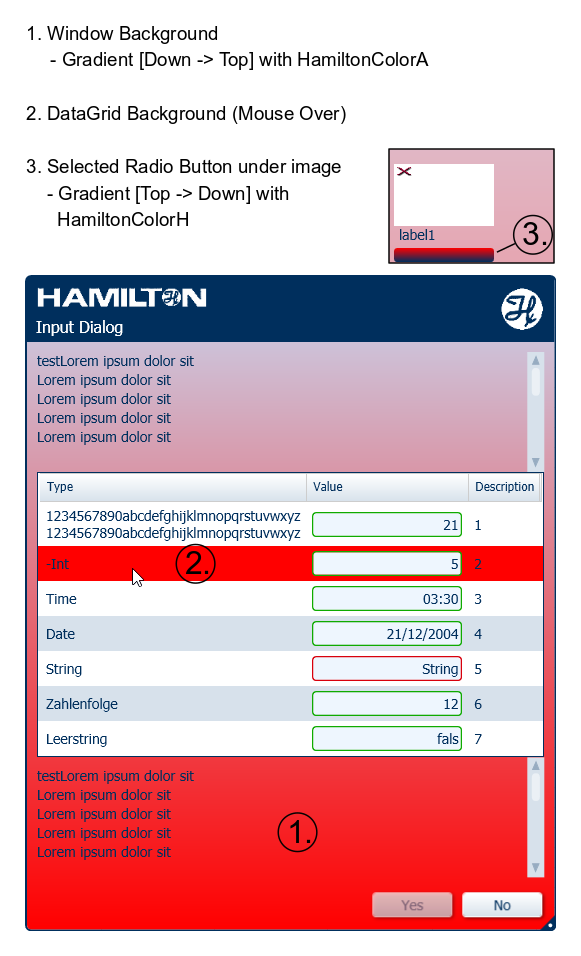 1. Window Background
- Gradient [Down -> Top] with HamiltonColorA
2. DataGrid Background (Mouse Over)
3. Selected Radio Button under image
- Gradient [Top -> Down] with
HamiltonColorH
label1
3.
HAMILTON
H
Input Dialog
testLorem ipsum dolor sit
Lorem ipsum dolor sit
Lorem ipsum dolor sit
Lorem ipsum dolor sit
Lorem ipsum dolor sit
Type Value Description
1234567890abcdefghijklmnopqrstuvwxyz
1234567890abcdefghijklmnopqrstuvwxyz 21 1
-Int 2. 5 2
Time 03:30 3
Date 21/12/2004 4
String String 5
Zahlenfolge 12 6
Leerstring fals 7
testLorem ipsum dolor sit
Lorem ipsum dolor sit
Lorem ipsum dolor sit
Lorem ipsum dolor sit
Lorem ipsum dolor sit
1.
Yes No